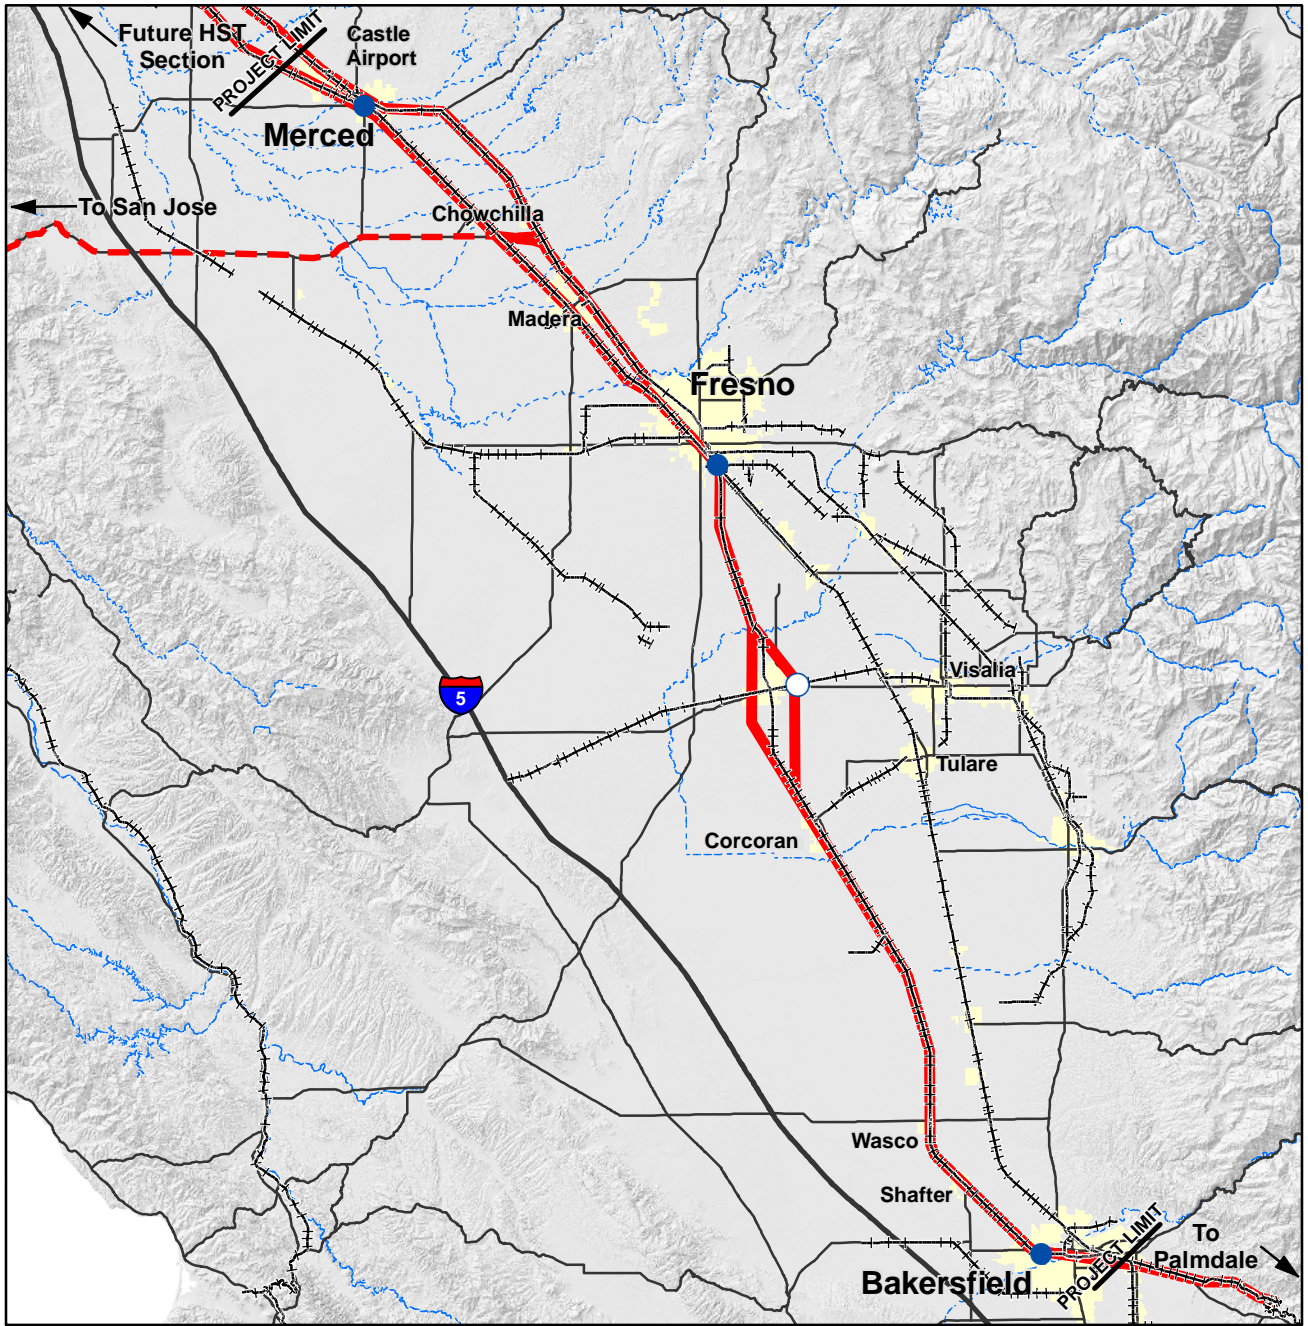 Future HST
Section
PROJECT LIMIT
Castle
Airport
Merced
To San Jose
Chowchilla
Madera
Fresno
5
Visalia
Tulare
Corcoran
Wasco
Shafter
Bakersfield
PROJECT LIMIT
To
Palmdale